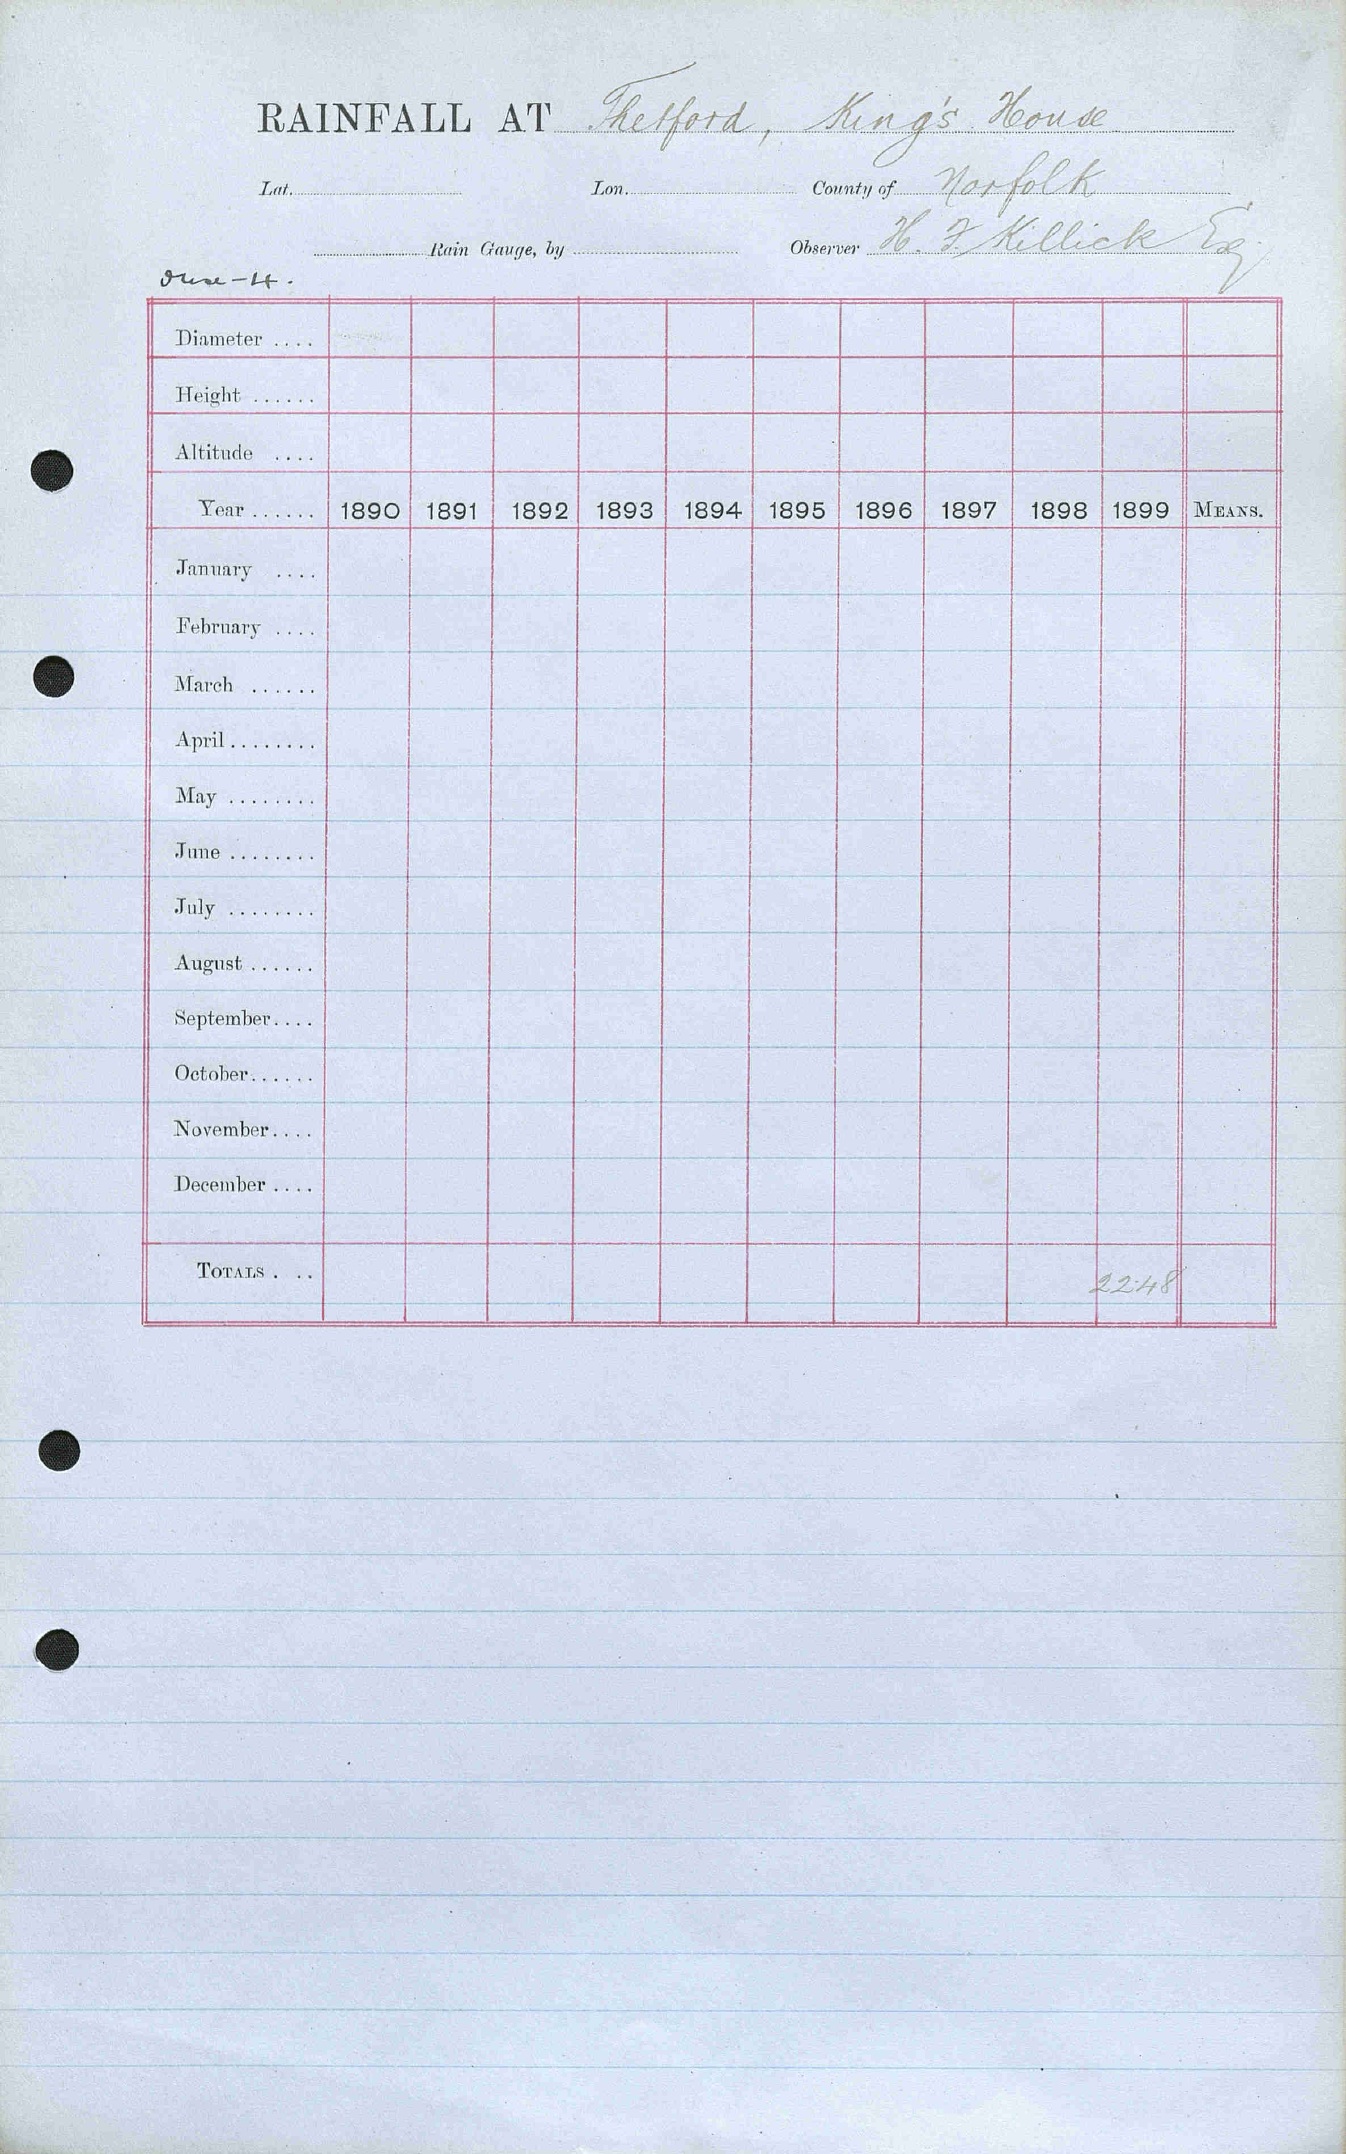 RAINFALL AT Thetford, King's House
Lat. Lon. County of Norfolk
Rain Gauge, by Observer H. F. Killick Esq
Ouse-4.
Diameter ....
Height ......
Altitude ....
Year ...... 1890 1891 1892 1893 1894 1895 1896 1897 1898 1899 MEANS.
January ....
February ....
March ......
April ........
May ........
June ........
July ........
August ......
September ....
October ......
November ....
December ....
TOTALS . .. 22.48